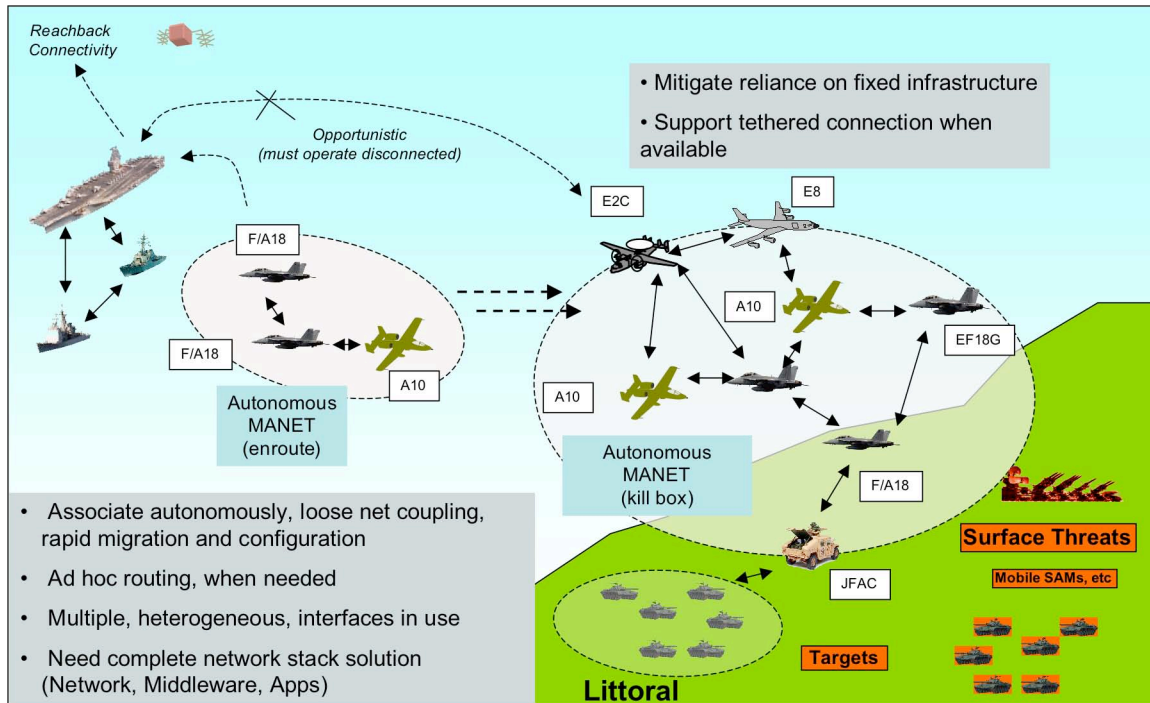 Reachback
Connectivity
• Mitigate reliance on fixed infrastructure
• Support tethered connection when
available
Opportunistic
(must operate disconnected)
E2C
E8
F/A18
F/A18
A10
A10
EF18G
A10
Autonomous
MANET
(enroute)
Autonomous
MANET
(kill box)
F/A18
JFAC
Surface Threats
Mobile SAMs, etc
Targets
Littoral
• Associate autonomously, loose net coupling,
rapid migration and configuration
• Ad hoc routing, when needed
• Multiple, heterogeneous, interfaces in use
• Need complete network stack solution
(Network, Middleware, Apps)